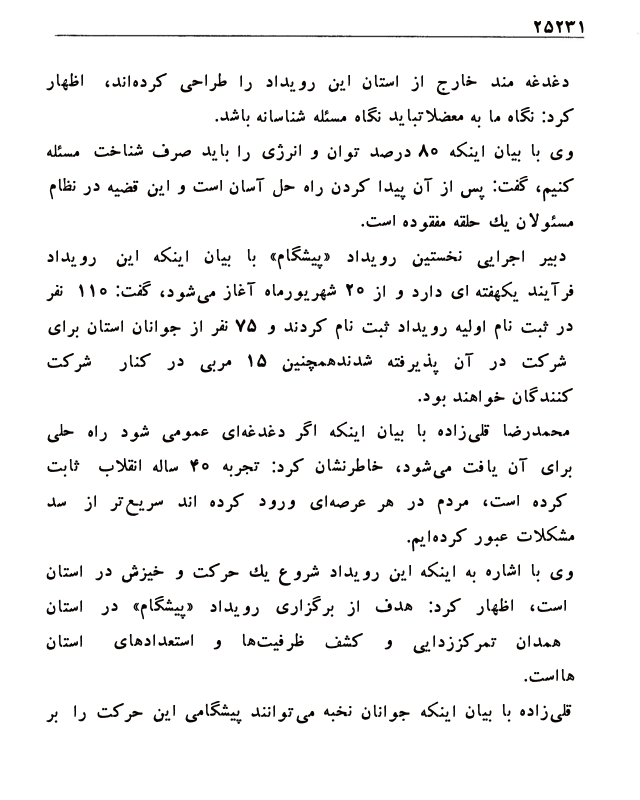 ۲۵۲۳۱
دغدغه مند خارج از استان این رویداد را طراحی کرده‌اند، اظهار
کرد: نگاه ما به معضلاتباید نگاه مسئله شناسانه باشد.
وی با بیان اینکه ۸۰ درصد توان و انرژی را باید صرف شناخت مسئله
کنیم، گفت: پس از آن پیدا کردن راه حل آسان است و این قضیه در نظام
مسئولان یك حلقه مفقوده است.
دبیر اجرایی نخستین رویداد «پیشگام» با بیان اینکه این رویداد
فرآیند یکهفته ای دارد و از ۲۰ شهریورماه آغاز می‌شود، گفت: ۱۱۰ نفر
در ثبت نام اولیه رویداد ثبت نام کردند و ۷۵ نفر از جوانان استان برای
شرکت در آن پذیرفته شدندهمچنین ۱۵ مربی در کنار شرکت
کنندگان خواهند بود.
محمدرضا قلی‌زاده با بیان اینکه اگر دغدغه‌ای عمومی شود راه حلی
برای آن یافت می‌شود، خاطرنشان کرد: تجربه ۴۰ ساله انقلاب ثابت
کرده است، مردم در هر عرصه‌ای ورود کرده اند سریع‌تر از سد
مشکلات عبور کرده‌ایم.
وی با اشاره به اینکه این رویداد شروع یك حرکت و خیزش در استان
است، اظهار کرد: هدف از برگزاری رویداد «پیشگام» در استان
همدان تمرکززدایی و کشف ظرفیت‌ها و استعدادهای استان
هااست.
قلی‌زاده با بیان اینکه جوانان نخبه می‌توانند پیشگامی این حرکت را بر